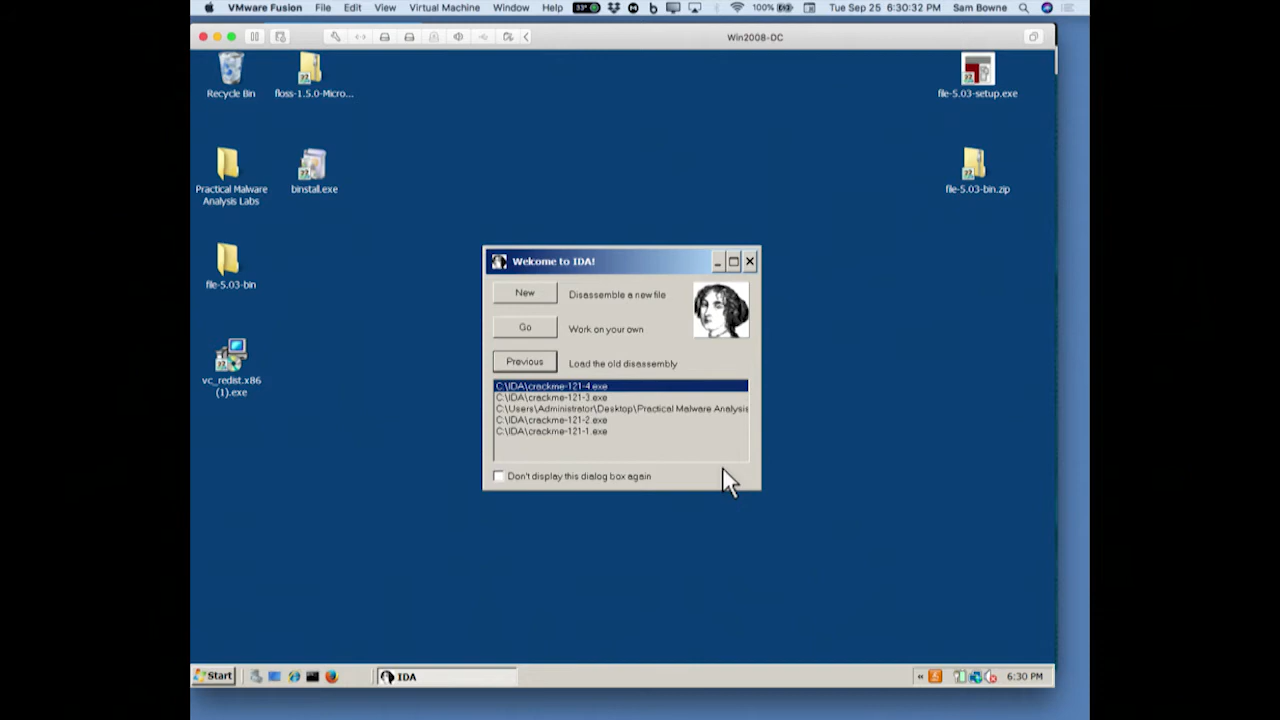 VMware Fusion File Edit View Virtual Machine Window Help 33° 100% Tue Sep 25 6:30:32 PM Sam Bowne
Win2008-DC
Recycle Bin
floss-1.5.0-Micro...
file-5.03-setup.exe
Practical Malware
Analysis Labs
binstall.exe
file-5.03-bin.zip
file-5.03-bin
vc_redist.x86
(1).exe
Welcome to IDA!
New Disassemble a new file
Go Work on your own
Previous Load the old disassembly
C:\IDA\crackme-121-4.exe
C:\IDA\crackme-121-3.exe
C:\Users\Administrator\Desktop\Practical Malware Analysis
C:\IDA\crackme-121-2.exe
C:\IDA\crackme-121-1.exe
Don't display this dialog box again
Start IDA « 6:30 PM